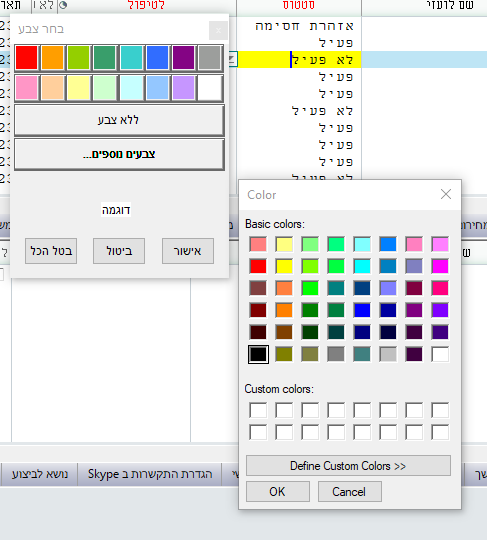 שם לועזי
סטטוס
לטיפול
לא
תאר
אזהרת חסימה
פעיל
לא פעיל
פעיל
פעיל
לא פעיל
פעיל
פעיל
פעיל
לא פעיל
בחר צבע
ללא צבע
צבעים נוספים...
דוגמה
אישור
ביטול
בטל הכל
Color
Basic colors:
Custom colors:
Define Custom Colors >>
OK
Cancel
הגדרת התקשרות ב Skype
נושא לביצוע